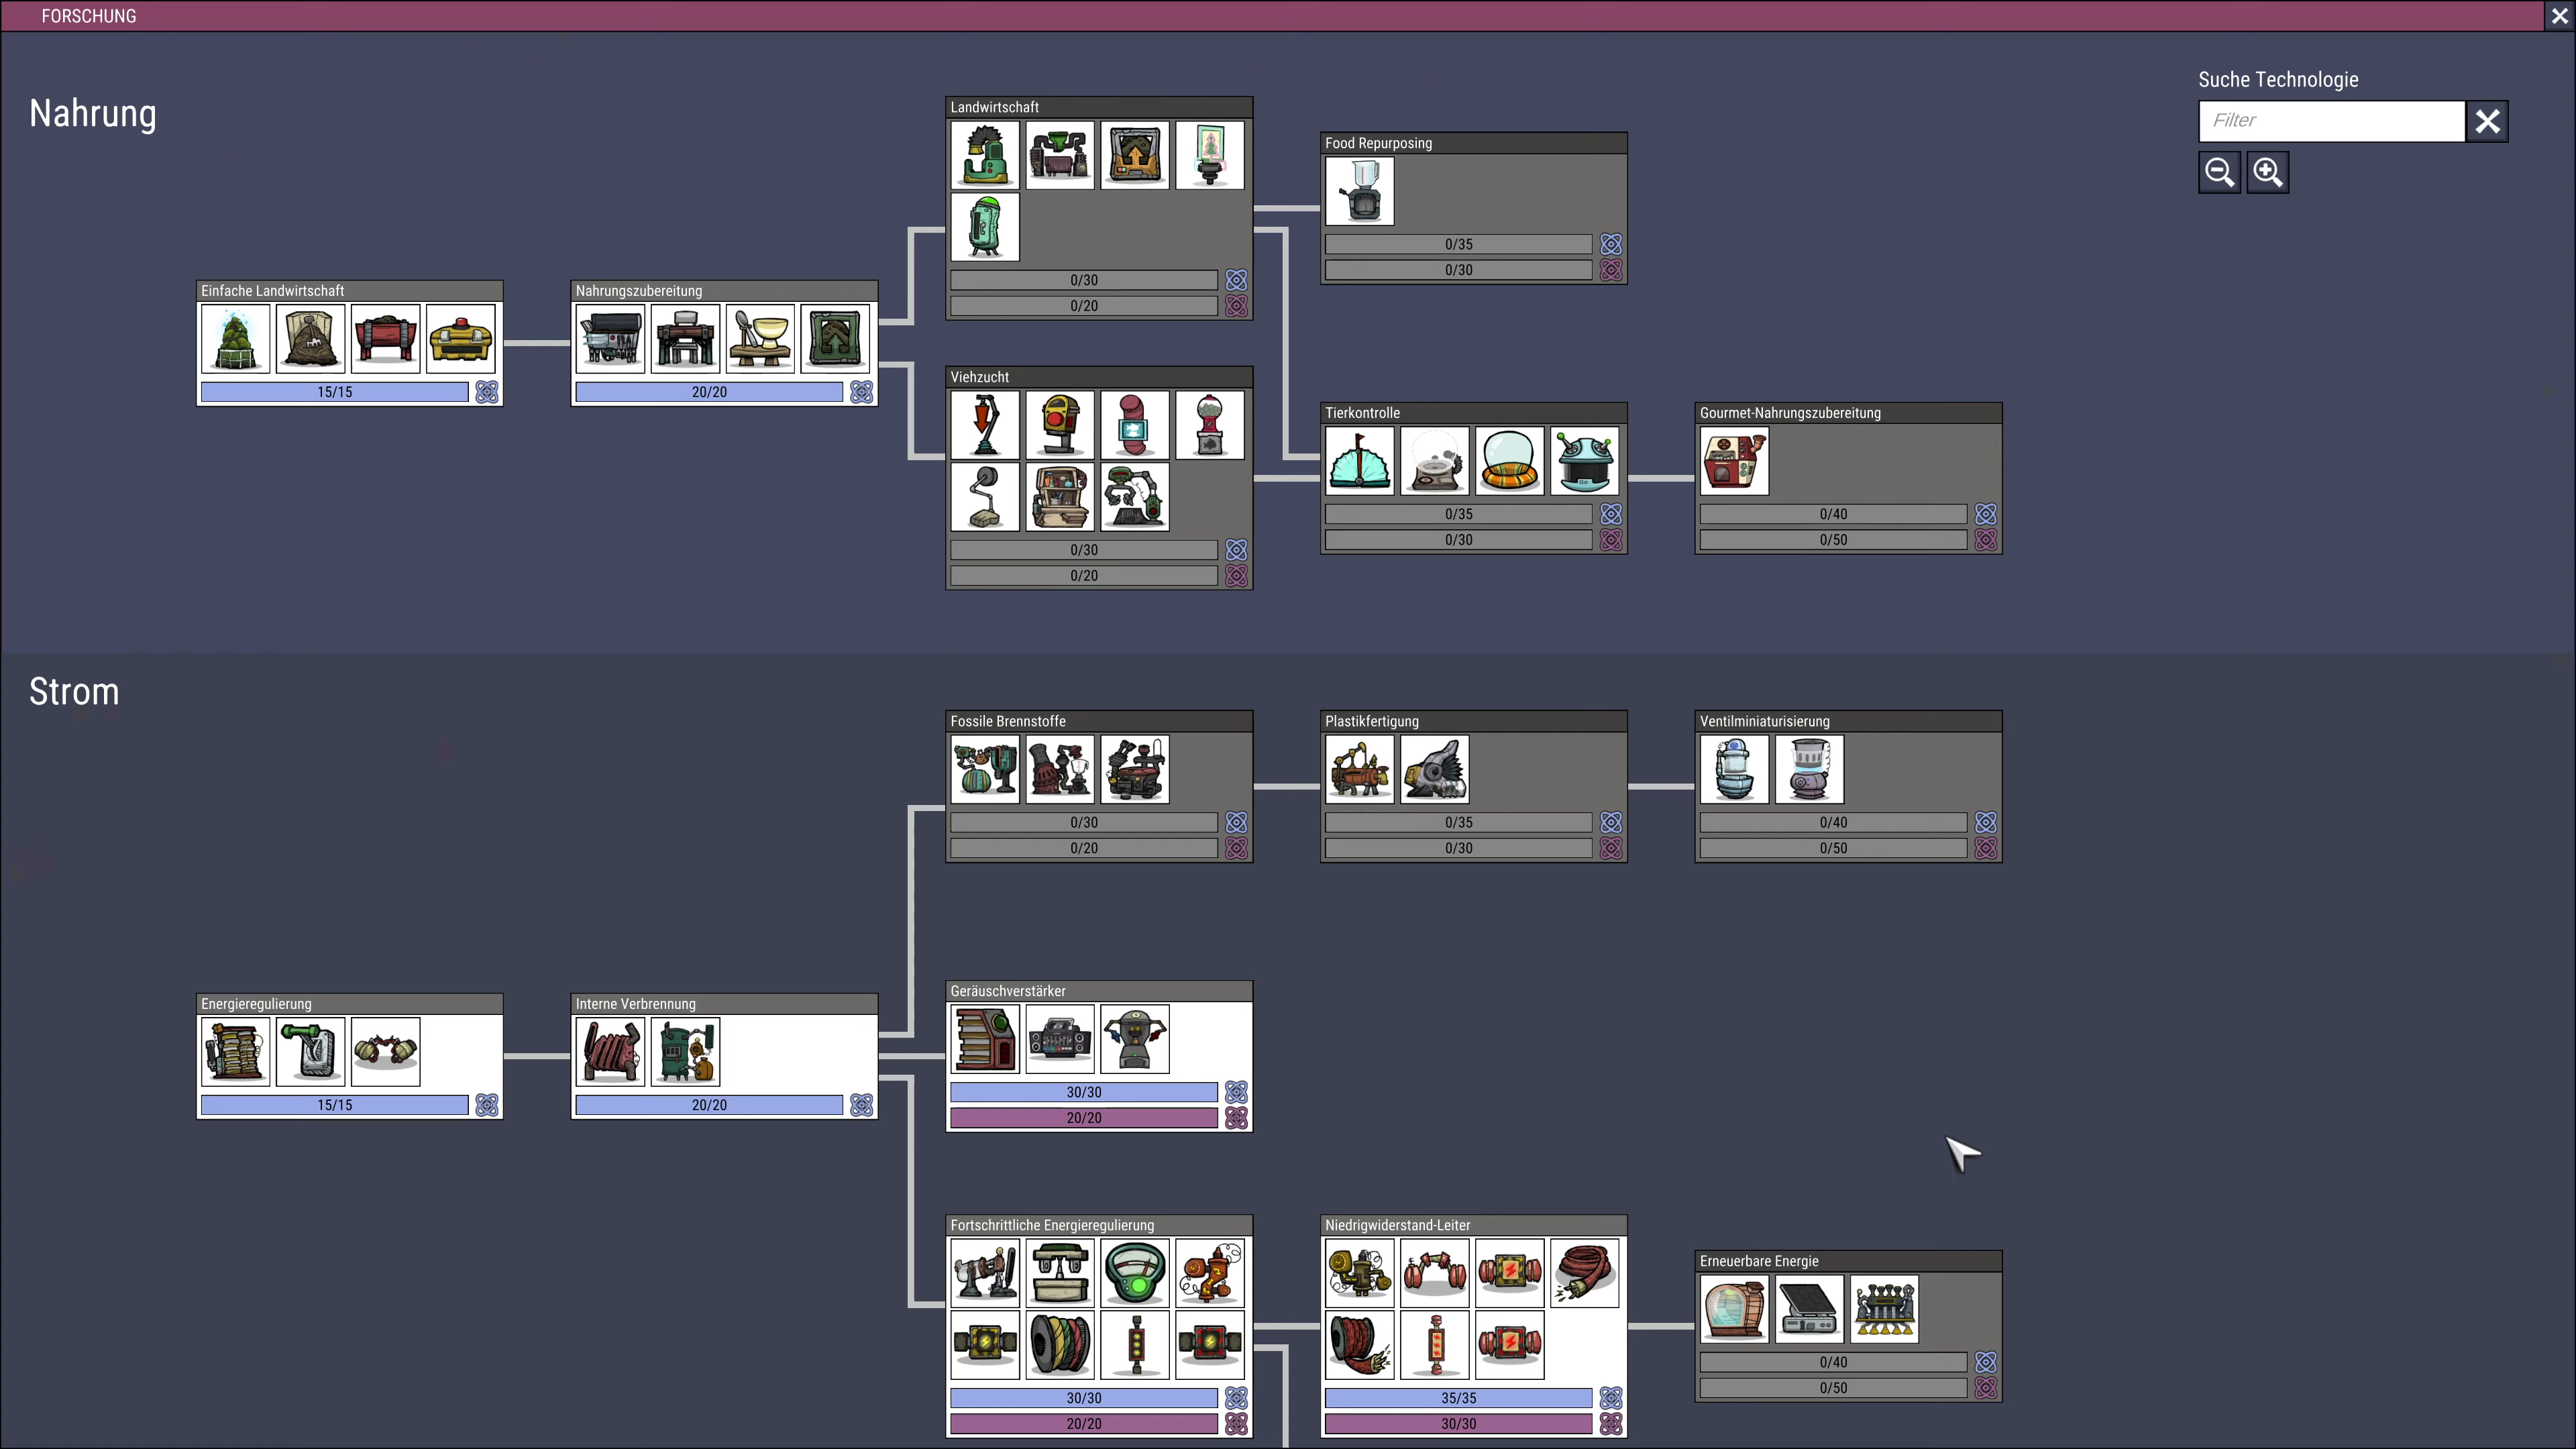 FORSCHUNG
Nahrung
Suche Technologie
Filter
Landwirtschaft
0/30
0/20
Food Repurposing
0/35
0/30
Einfache Landwirtschaft
15/15
Nahrungszubereitung
20/20
Viehzucht
0/30
0/20
Tierkontrolle
0/35
0/30
Gourmet-Nahrungszubereitung
0/40
0/50
Strom
Fossile Brennstoffe
0/30
0/20
Plastikfertigung
0/35
0/30
Ventilminiaturisierung
0/40
0/50
Energieregulierung
15/15
Interne Verbrennung
20/20
Geräuschverstärker
30/30
20/20
Fortschrittliche Energieregulierung
30/30
20/20
Niedrigwiderstand-Leiter
35/35
30/30
Erneuerbare Energie
0/40
0/50